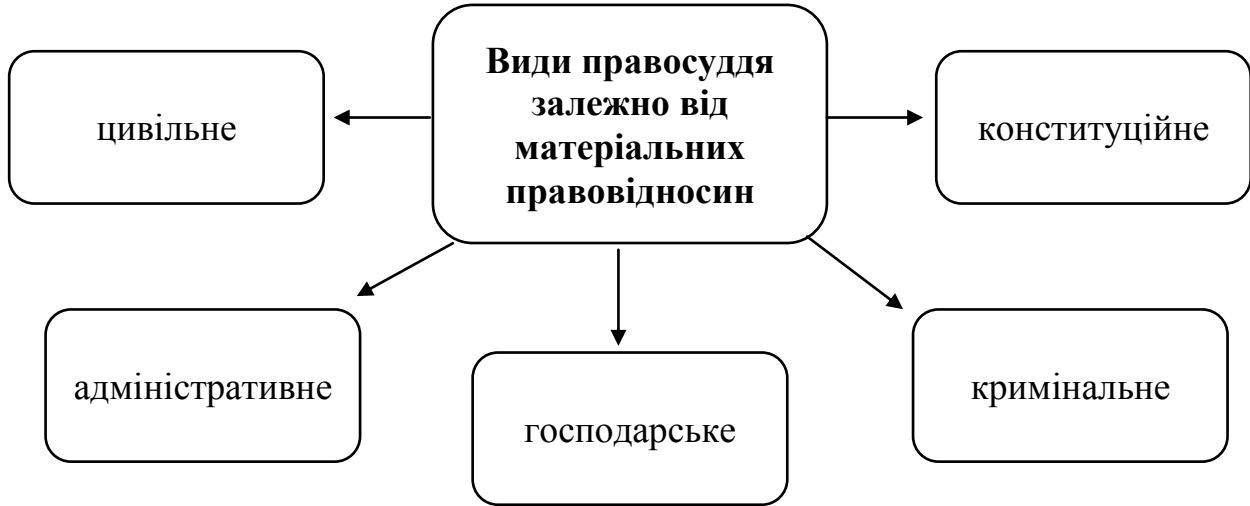 Види правосуддя
залежно від
матеріальних
правовідносин
цивільне
конституційне
адміністративне
господарське
кримінальне